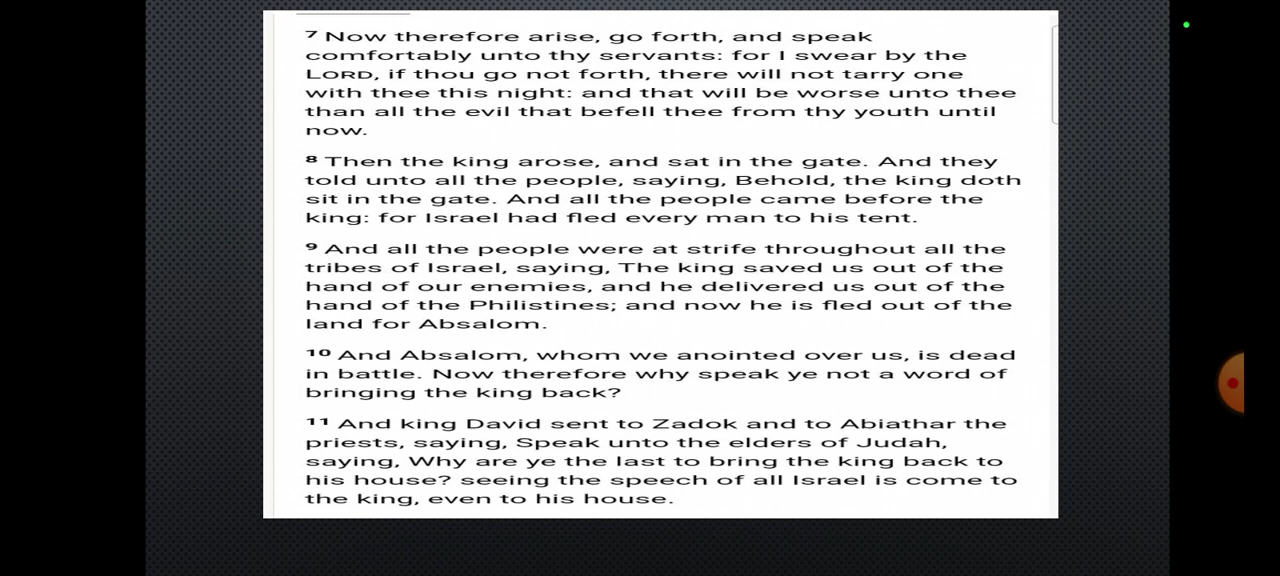 7 Now therefore arise, go forth, and speak
comfortably unto thy servants: for I swear by the
LORD, if thou go not forth, there will not tarry one
with thee this night: and that will be worse unto thee
than all the evil that befell thee from thy youth until
now.
8 Then the king arose, and sat in the gate. And they
told unto all the people, saying, Behold, the king doth
sit in the gate. And all the people came before the
king: for Israel had fled every man to his tent.
9 And all the people were at strife throughout all the
tribes of Israel, saying, The king saved us out of the
hand of our enemies, and he delivered us out of the
hand of the Philistines; and now he is fled out of the
land for Absalom.
10 And Absalom, whom we anointed over us, is dead
in battle. Now therefore why speak ye not a word of
bringing the king back?
11 And king David sent to Zadok and to Abiathar the
priests, saying, Speak unto the elders of Judah,
saying, Why are ye the last to bring the king back to
his house? seeing the speech of all Israel is come to
the king, even to his house.